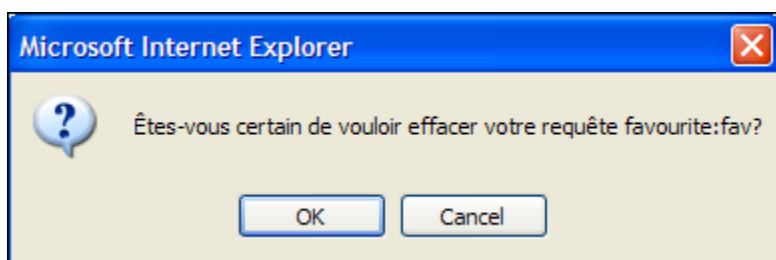 Microsoft Internet Explorer
Êtes-vous certain de vouloir effacer votre requête favourite:fav?
OK
Cancel